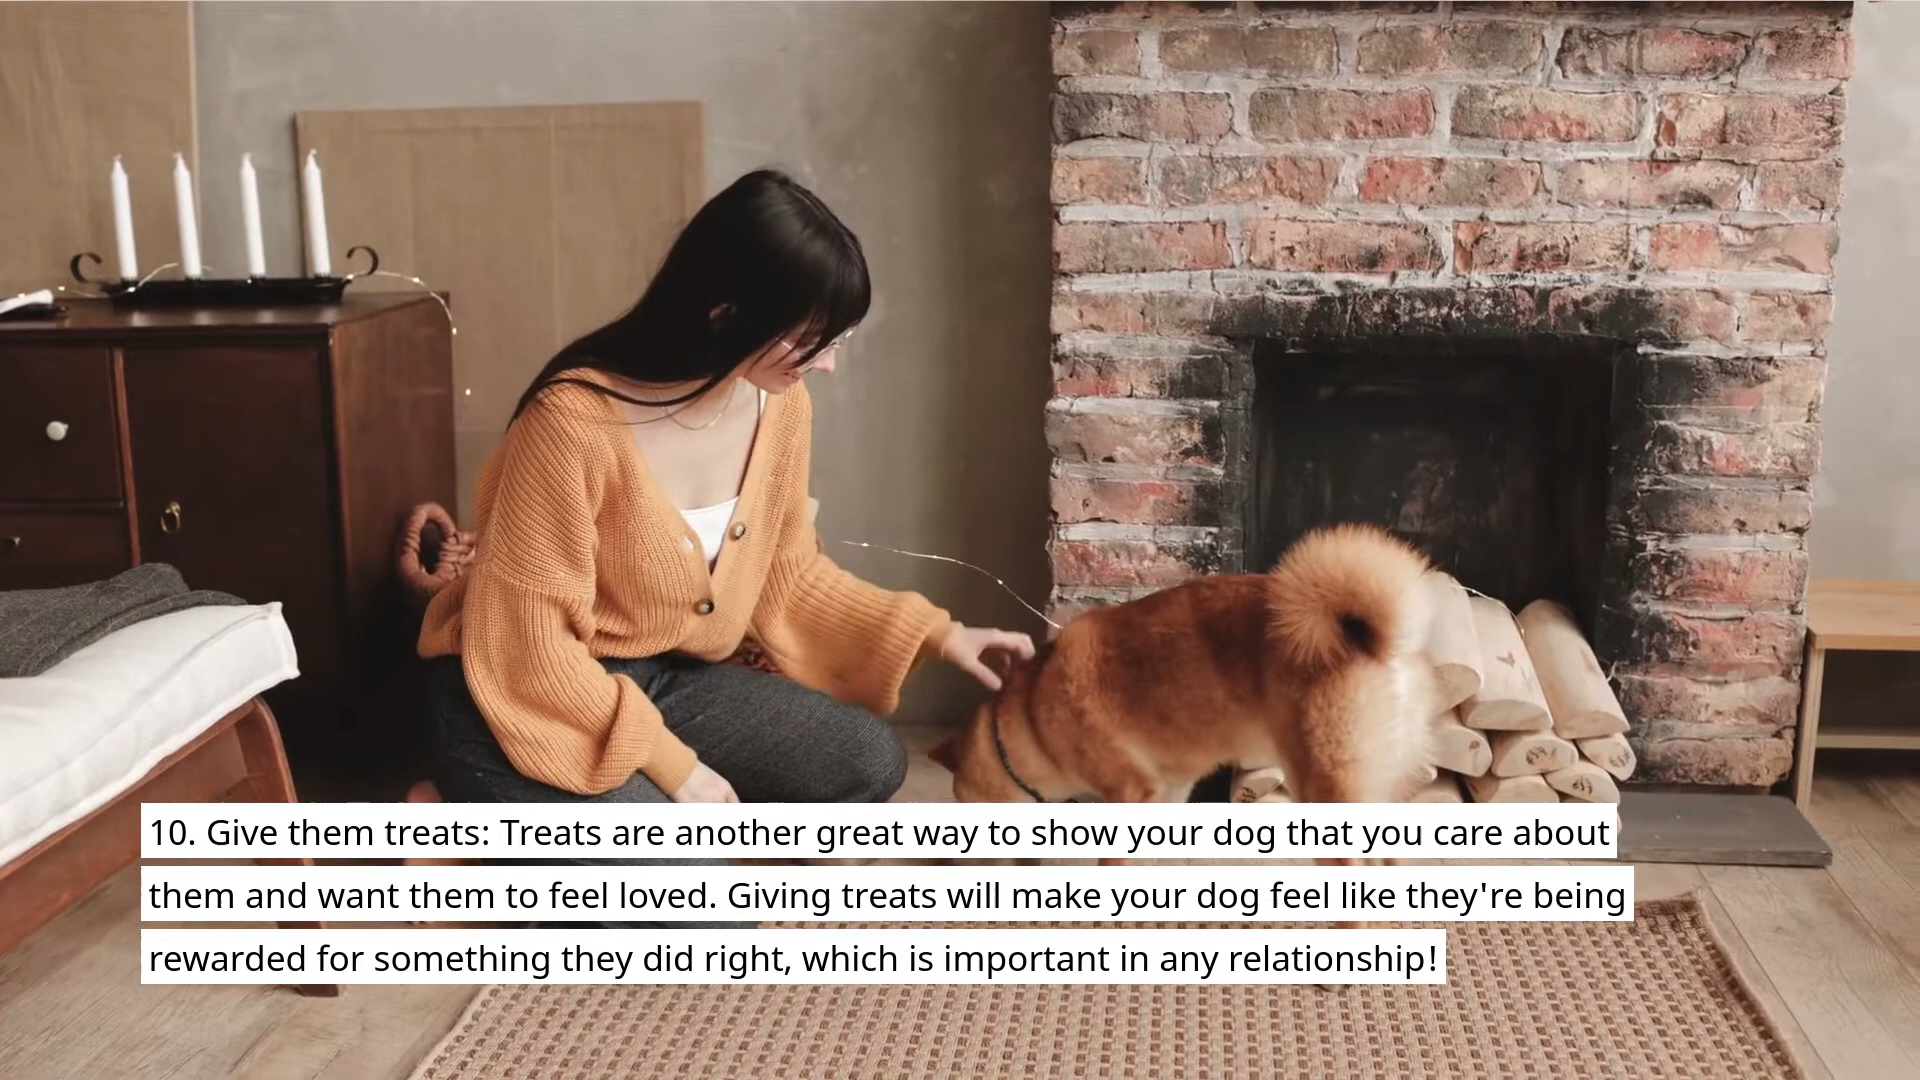 10. Give them treats: Treats are another great way to show your dog that you care about
them and want them to feel loved. Giving treats will make your dog feel like they're being
rewarded for something they did right, which is important in any relationship!